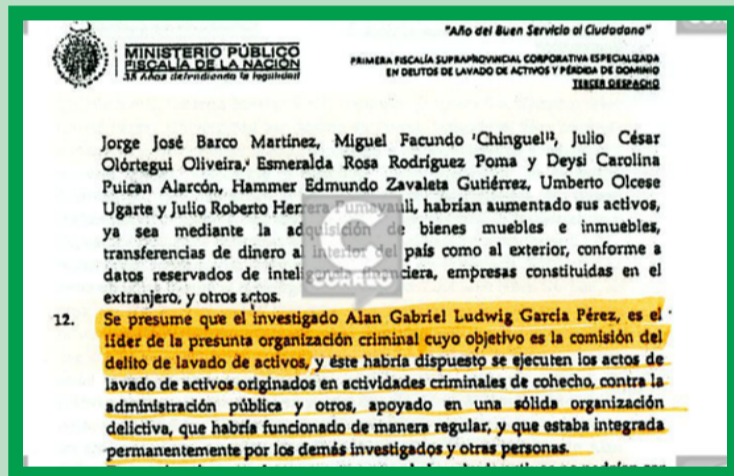 "Año del Buen Servicio al Ciudadano"
MINISTERIO PÚBLICO
FISCALIA DE LA NACIÓN
35 Años defendiendo la legalidad
PRIMERA FISCALÍA SUPRAPROVINCIAL CORPORATIVA ESPECIALIZADA
EN DELITOS DE LAVADO DE ACTIVOS Y PÉRDIDA DE DOMINIO
TERCER DESPACHO
Jorge José Barco Martínez, Miguel Facundo 'Chinguel¹², Julio César
Olórtegui Oliveira, Esmeralda Rosa Rodríguez Poma y Deysi Carolina
Puican Alarcón, Hammer Edmundo Zavaleta Gutiérrez, Umberto Olcese
Ugarte y Julio Roberto Herrera Pumayauli, habrían aumentado sus activos,
ya sea mediante la adquisición de bienes muebles e inmuebles,
transferencias de dinero al interior del país como al exterior, conforme a
datos reservados de inteligencia financiera, empresas constituidas en el
CORREO
extranjero, y otros actos.
12. Se presume que el investigado Alan Gabriel Ludwig García Pérez, es el
líder de la presunta organización criminal cuyo objetivo es la comisión del
delito de lavado de activos, y éste habría dispuesto se ejecuten los actos de
lavado de activos originados en actividades criminales de cohecho, contra la
administración pública y otros, apoyado en una sólida organización
delictiva, que habría funcionado de manera regular, y que estaba integrada
permanentemente por los demás investigados y otras personas.